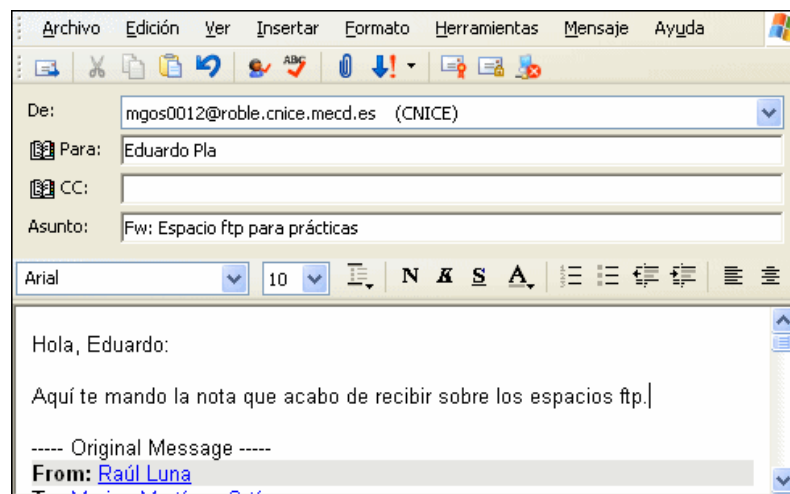 Archivo Edición Ver Insertar Formato Herramientas Mensaje Ayuda
ABC
De: mgos0012@roble.cnice.mecd.es (CNICE)
Para: Eduardo Pla
CC:
Asunto: Fw: Espacio ftp para prácticas
Arial 10 N K S A
Hola, Eduardo:
Aquí te mando la nota que acabo de recibir sobre los espacios ftp.
----- Original Message -----
From: Raúl Luna